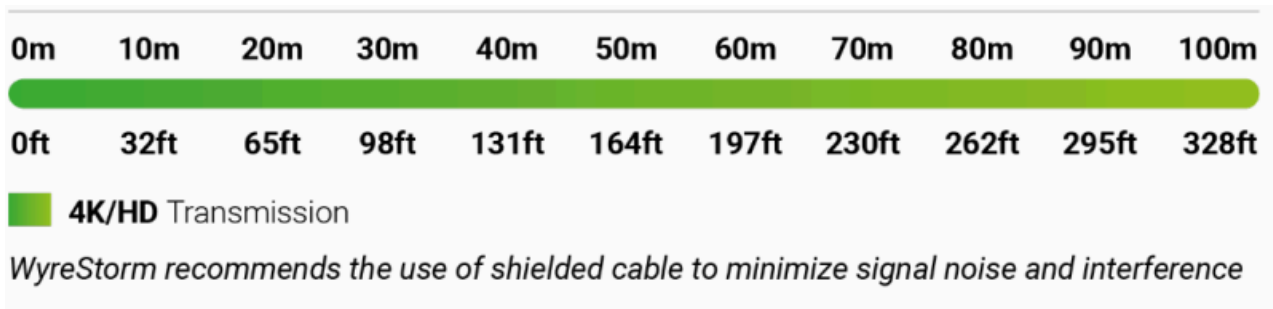 0m 10m 20m 30m 40m 50m 60m 70m 80m 90m 100m
0ft 32ft 65ft 98ft 131ft 164ft 197ft 230ft 262ft 295ft 328ft
4K/HD Transmission
WyreStorm recommends the use of shielded cable to minimize signal noise and interference